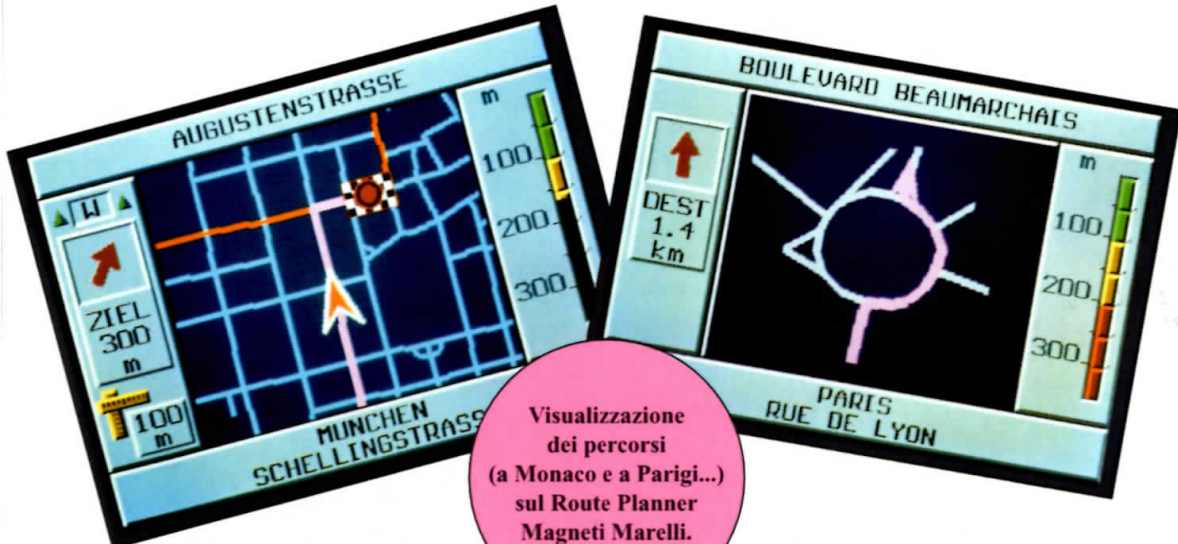 AUGUSTENSTRASSE
W
ZIEL
300
m
100
m
m
100
200
300
MUNCHEN
SCHELLINGSTRASS
BOULEVARD BEAUMARCHAIS
DEST
1.4
km
m
100
200
300
PARIS
RUE DE LYON
Visualizzazione
dei percorsi
(a Monaco e a Parigi...)
sul Route Planner
Magneti Marelli.